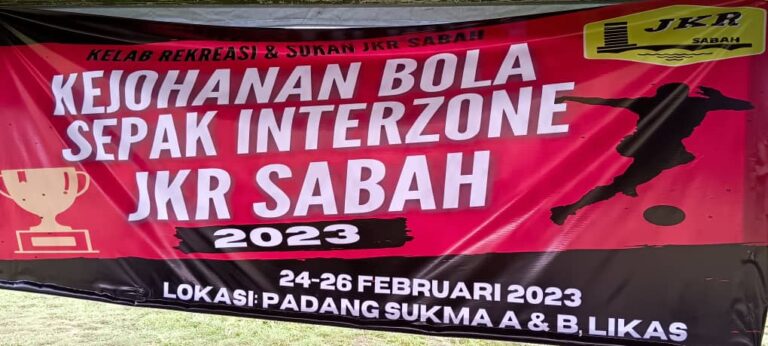 JKR
SABAH
KELAB REKREASI & SUKAN JKR SABAH
KEJOHANAN BOLA
SEPAK INTERZONE
JKR SABAH
2023
24-26 FEBRUARI 2023
LOKASI: PADANG SUKMA A & B, LIKAS